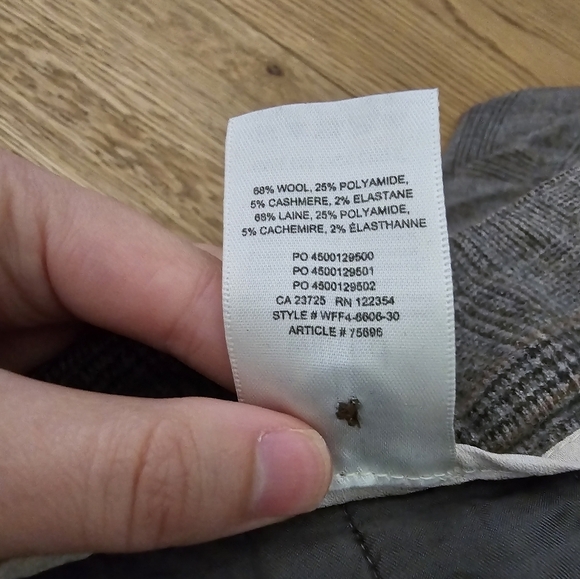 68% WOOL, 25% POLYAMIDE,
5% CASHMERE, 2% ELASTANE
68% LAINE, 25% POLYAMIDE,
5% CACHEMIRE, 2% ÉLASTHANNE
PO 4500129500
PO 4500129501
PO 4500129502
CA 23725 RN 122354
STYLE # WFF4-6606-30
ARTICLE # 75696